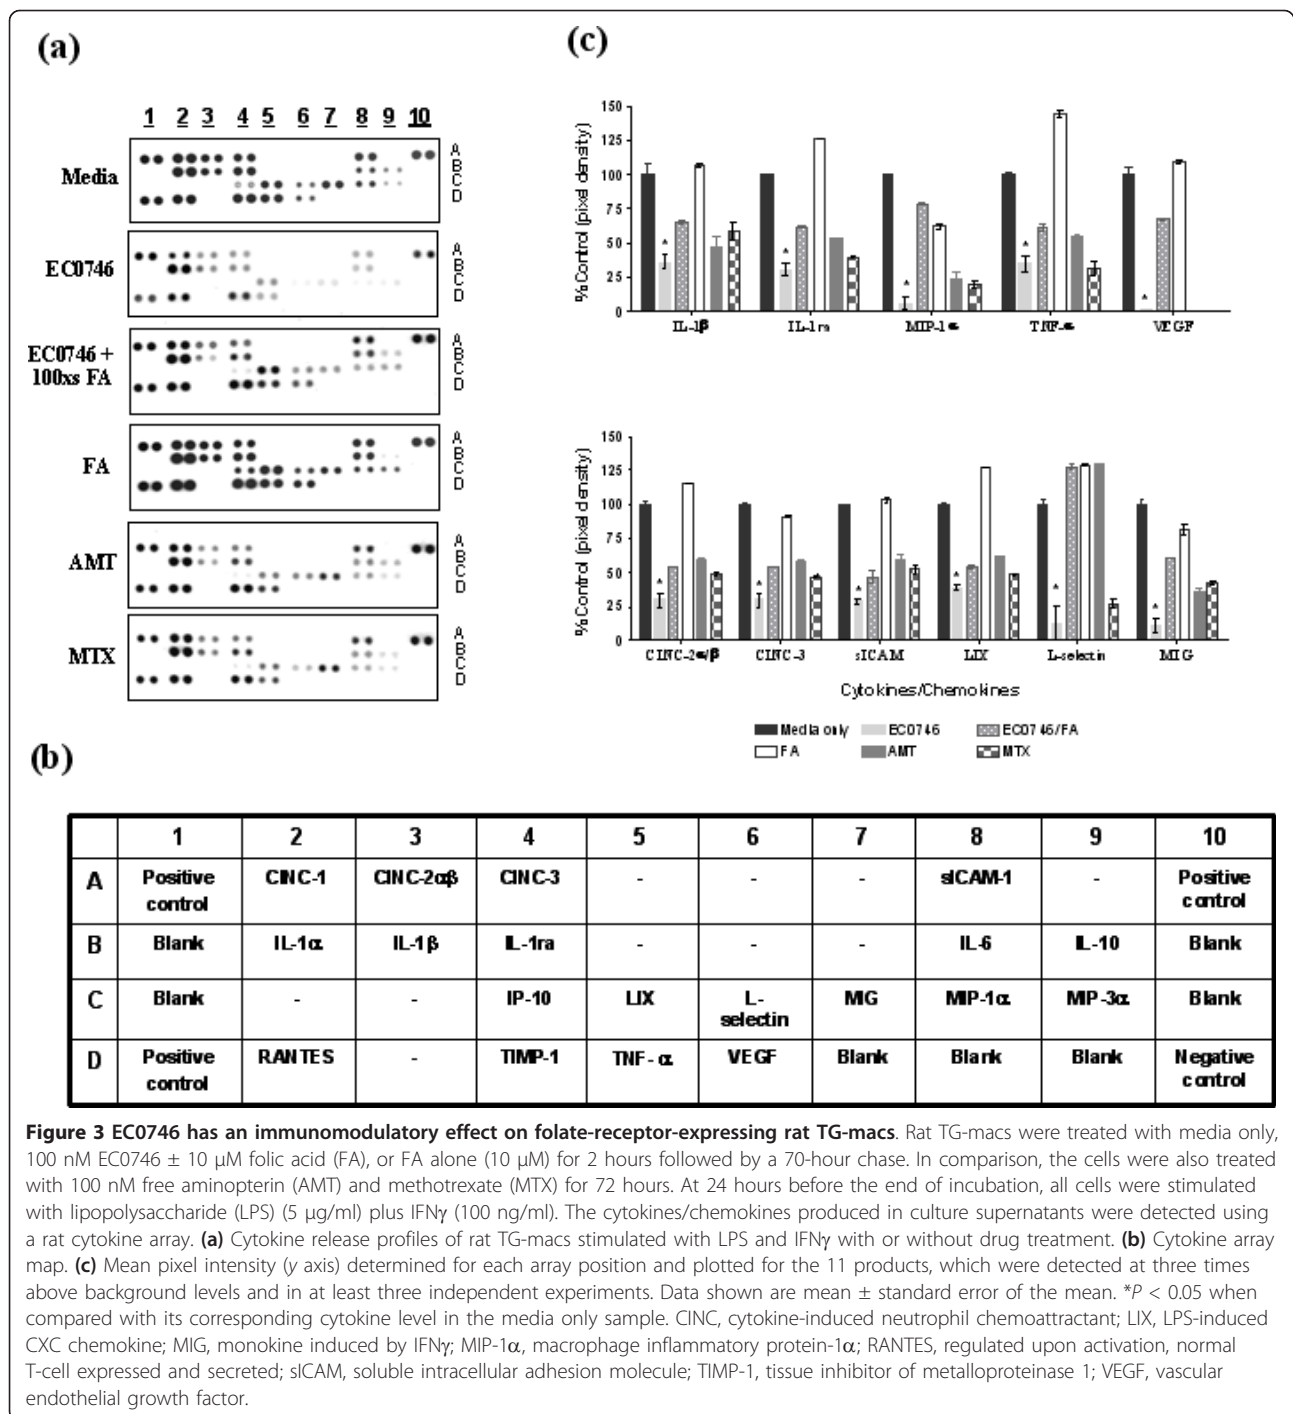 (a)
1 2 3 4 5 6 7 8 9 10
Media
A
B
C
D
EC0746
A
B
C
D
EC0746 +
100xs FA
A
B
C
D
FA
A
B
C
D
AMT
A
B
C
D
MTX
A
B
C
D
(c)
% Control (pixel density)
150
125
100
75
50
25
0
* * * * *
IL-1β IL-1ra MIP-1α TNF-α VEGF
% Control (pixel density)
150
125
100
75
50
25
0
* * * * * *
CINC-2α/β CINC-3 sICAM LIX L-selectin MIG
Cytokines/Chemokines
Media only EC0746 EC0746/FA
FA AMT MTX
(b)
1 2 3 4 5 6 7 8 9 10
A Positive control CINC-1 CINC-2αβ CINC-3 - - - sICAM-1 - Positive control
B Blank IL-1α IL-1β IL-1ra - - - IL-6 IL-10 Blank
C Blank - - IP-10 LIX L-selectin MIG MIP-1α MIP-3α Blank
D Positive control RANTES - TIMP-1 TNF-α VEGF Blank Blank Blank Negative control
Figure 3 EC0746 has an immunomodulatory effect on folate-receptor-expressing rat TG-macs. Rat TG-macs were treated with media only,
100 nM EC0746 ± 10 μM folic acid (FA), or FA alone (10 μM) for 2 hours followed by a 70-hour chase. In comparison, the cells were also treated
with 100 nM free aminopterin (AMT) and methotrexate (MTX) for 72 hours. At 24 hours before the end of incubation, all cells were stimulated
with lipopolysaccharide (LPS) (5 μg/ml) plus IFNγ (100 ng/ml). The cytokines/chemokines produced in culture supernatants were detected using
a rat cytokine array. (a) Cytokine release profiles of rat TG-macs stimulated with LPS and IFNγ with or without drug treatment. (b) Cytokine array
map. (c) Mean pixel intensity (y axis) determined for each array position and plotted for the 11 products, which were detected at three times
above background levels and in at least three independent experiments. Data shown are mean ± standard error of the mean. *P < 0.05 when
compared with its corresponding cytokine level in the media only sample. CINC, cytokine-induced neutrophil chemoattractant; LIX, LPS-induced
CXC chemokine; MIG, monokine induced by IFNγ; MIP-1α, macrophage inflammatory protein-1α; RANTES, regulated upon activation, normal
T-cell expressed and secreted; sICAM, soluble intracellular adhesion molecule; TIMP-1, tissue inhibitor of metalloproteinase 1; VEGF, vascular
endothelial growth factor.